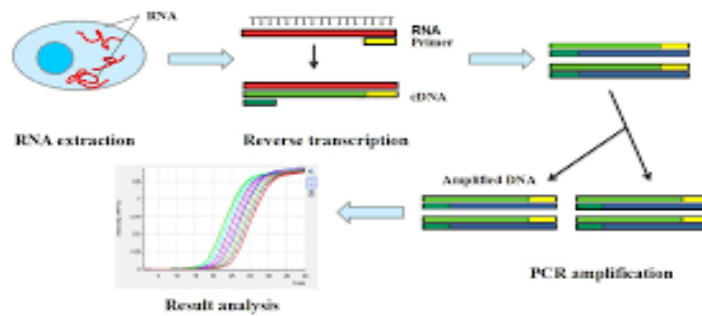 RNA
RNA
Primer
cDNA
RNA extraction
Reverse transcription
Amplified DNA
PCR amplification
Result analysis